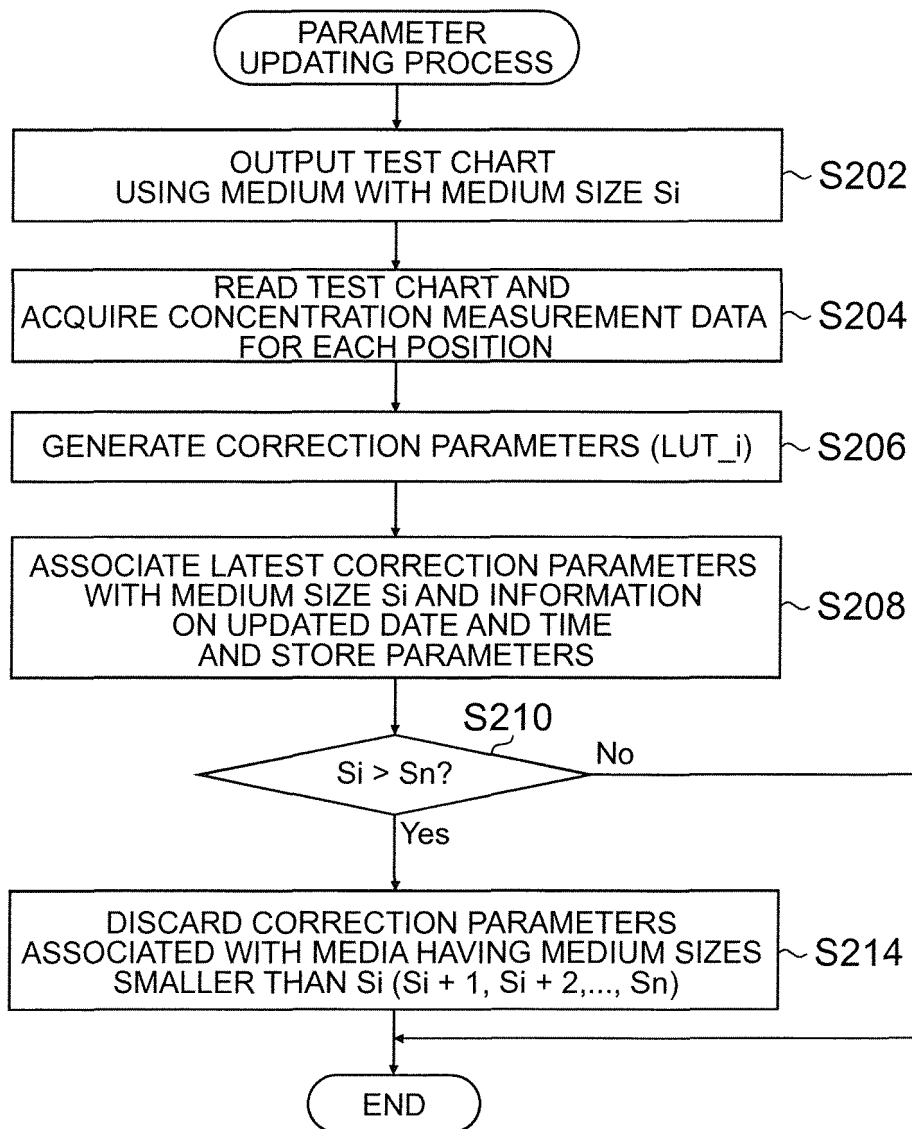 PARAMETER
UPDATING PROCESS
OUTPUT TEST CHART
USING MEDIUM WITH MEDIUM SIZE Si
S202
READ TEST CHART AND
ACQUIRE CONCENTRATION MEASUREMENT DATA
FOR EACH POSITION
S204
GENERATE CORRECTION PARAMETERS (LUT_i)
S206
ASSOCIATE LATEST CORRECTION PARAMETERS
WITH MEDIUM SIZE Si AND INFORMATION
ON UPDATED DATE AND TIME
AND STORE PARAMETERS
S208
S210
Si > Sn?
No
Yes
DISCARD CORRECTION PARAMETERS
ASSOCIATED WITH MEDIA HAVING MEDIUM SIZES
SMALLER THAN Si (Si + 1, Si + 2,..., Sn)
S214
END